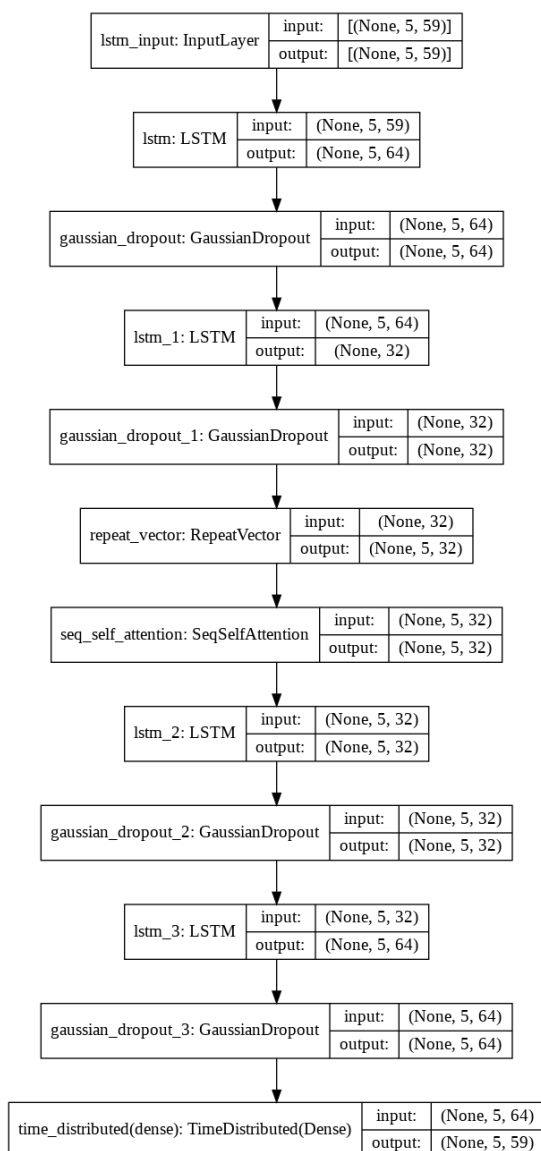 lstm_input: InputLayer input: [(None, 5, 59)]
output: [(None, 5, 59)]
lstm: LSTM input: (None, 5, 59)
output: (None, 5, 64)
gaussian_dropout: GaussianDropout input: (None, 5, 64)
output: (None, 5, 64)
lstm_1: LSTM input: (None, 5, 64)
output: (None, 32)
gaussian_dropout_1: GaussianDropout input: (None, 32)
output: (None, 32)
repeat_vector: RepeatVector input: (None, 32)
output: (None, 5, 32)
seq_self_attention: SeqSelfAttention input: (None, 5, 32)
output: (None, 5, 32)
lstm_2: LSTM input: (None, 5, 32)
output: (None, 5, 32)
gaussian_dropout_2: GaussianDropout input: (None, 5, 32)
output: (None, 5, 32)
lstm_3: LSTM input: (None, 5, 32)
output: (None, 5, 64)
gaussian_dropout_3: GaussianDropout input: (None, 5, 64)
output: (None, 5, 64)
time_distributed(dense): TimeDistributed(Dense) input: (None, 5, 64)
output: (None, 5, 59)